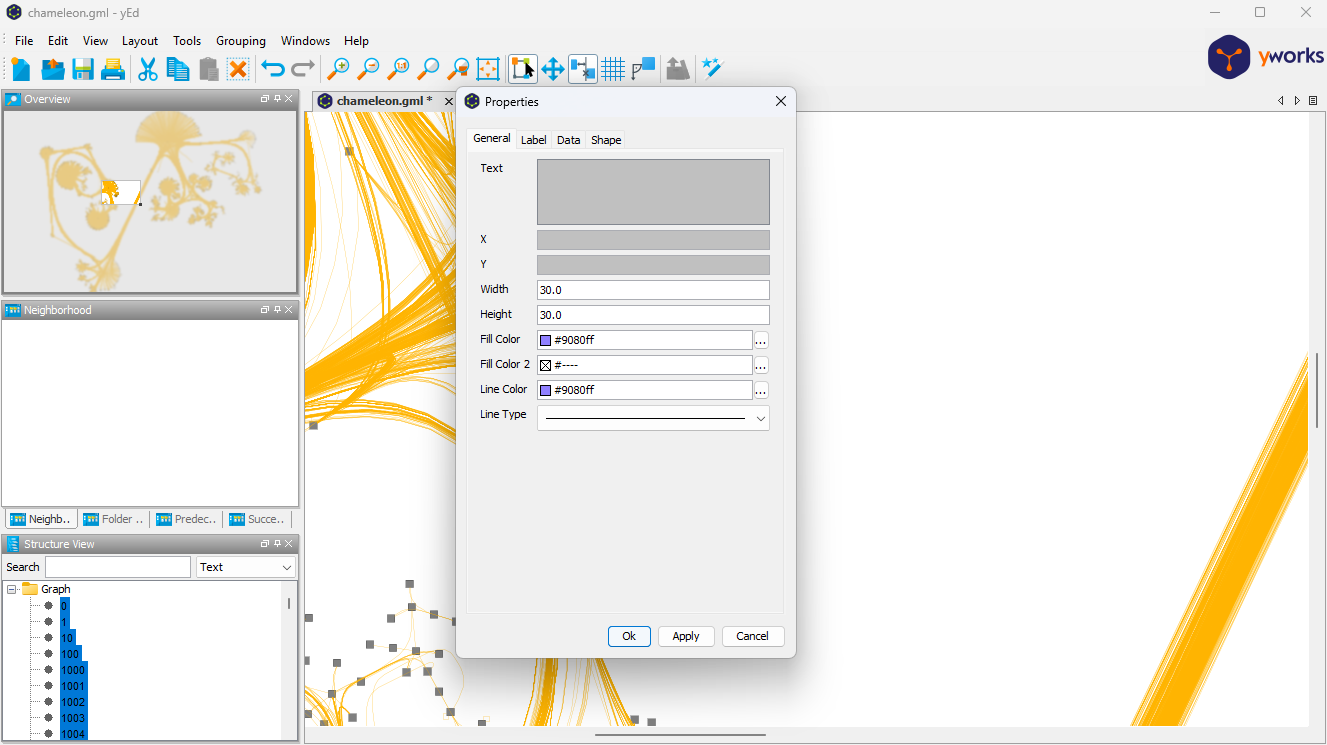 chameleon.gml - yEd
File Edit View Layout Tools Grouping Windows Help
1:1
yworks
Overview
chameleon.gml *
Neighborhood
Neighb.. Folder .. Predec.. Succe..
Structure View
Search Text
Graph
0
1
10
100
1000
1001
1002
1003
1004
Properties
General Label Data Shape
Text
X
Y
Width 30.0
Height 30.0
Fill Color #9080ff ...
Fill Color 2 #---- ...
Line Color #9080ff ...
Line Type
Ok Apply Cancel